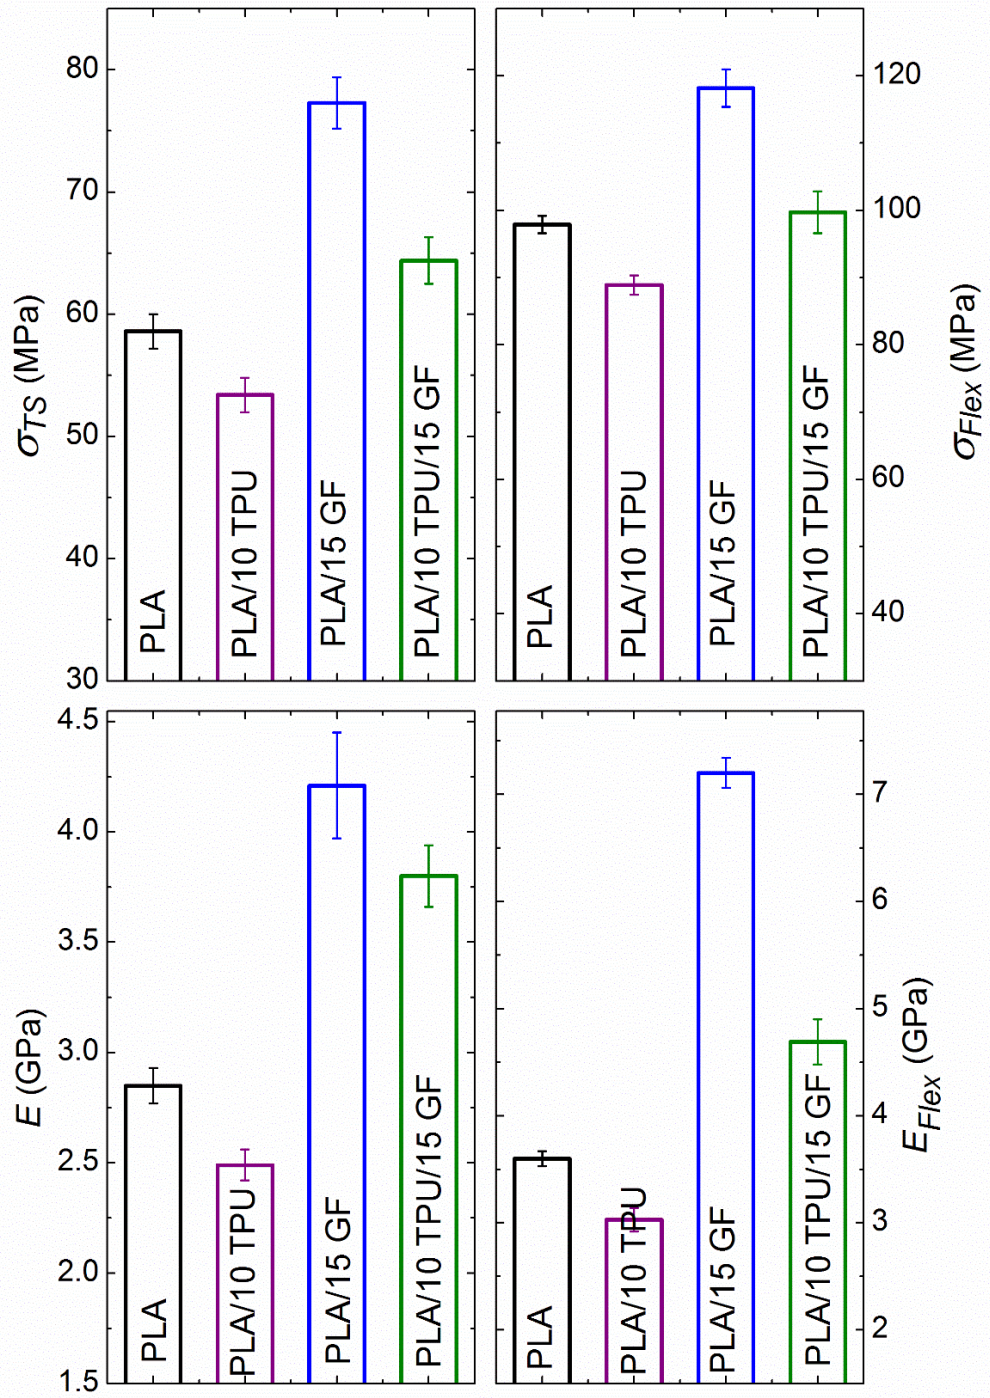 80
70
60
50
40
30
σTS (MPa)
PLA
PLA/10 TPU
PLA/15 GF
PLA/10 TPU/15 GF
120
100
80
60
40
σFlex (MPa)
PLA
PLA/10 TPU
PLA/15 GF
PLA/10 TPU/15 GF
4.5
4.0
3.5
3.0
2.5
2.0
1.5
E (GPa)
PLA
PLA/10 TPU
PLA/15 GF
PLA/10 TPU/15 GF
7
6
5
4
3
2
EFlex (GPa)
PLA
PLA/10 TPU
PLA/15 GF
PLA/10 TPU/15 GF